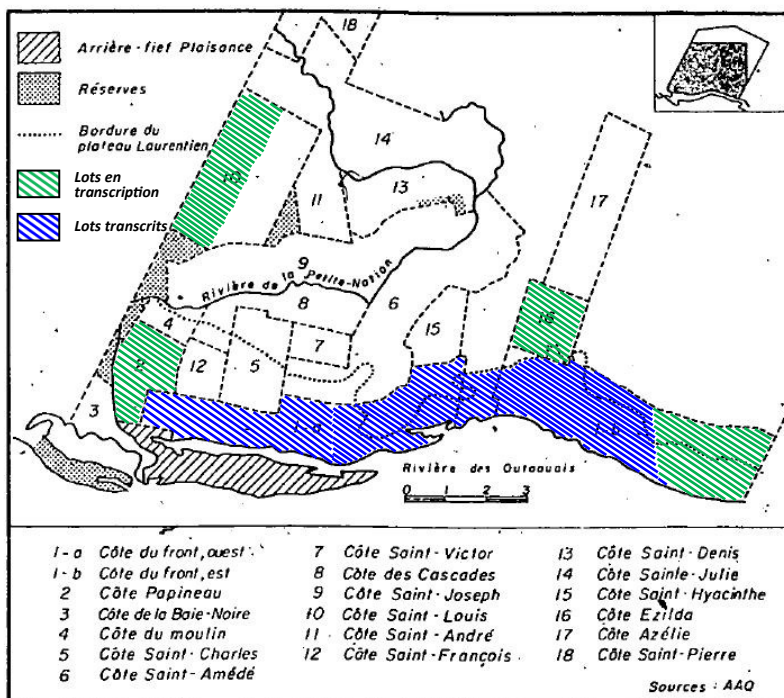 Arrière-fief Plaisance
Réserves
Bordure du
plateau Laurentien
Lots en
transcription
Lots transcrits
18
14
13
10
11
17
9
Rivière de la Petite-Nation
8
6
4
7
15
16
2
12
5
3
1-a
1-b
Rivière des Outaouais
0 1 2 3
1-a Côte du front, ouest
1-b Côte du front, est
2 Côte Papineau
3 Côte de la Baie-Noire
4 Côte du moulin
5 Côte Saint-Charles
6 Côte Saint-Amédé
7 Côte Saint-Victor
8 Côte des Cascades
9 Côte Saint-Joseph
10 Côte Saint-Louis
11 Côte Saint-André
12 Côte Saint-François
13 Côte Saint-Denis
14 Côte Sainte-Julie
15 Côte Saint-Hyacinthe
16 Côte Ezilda
17 Côte Azélie
18 Côte Saint-Pierre
Sources : AAQ